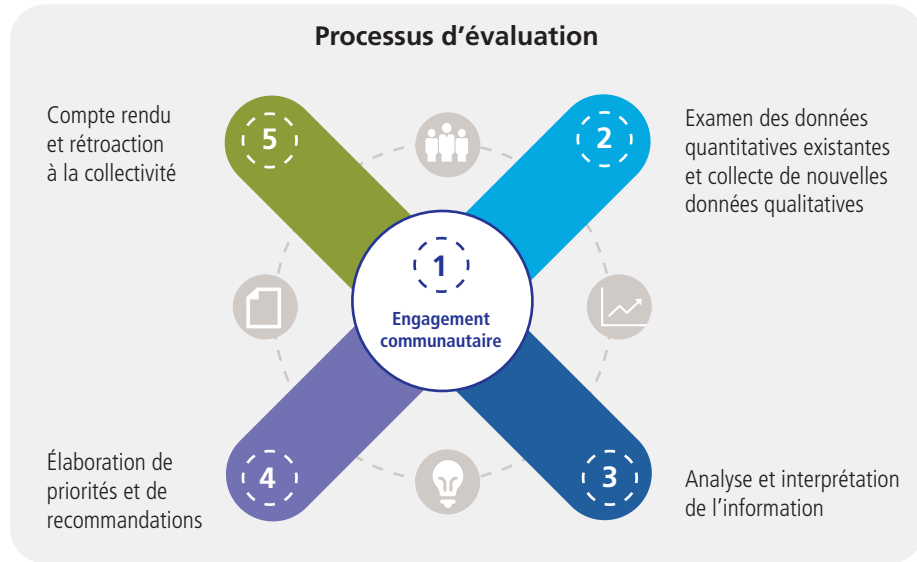 Processus d'évaluation
1
Engagement
communautaire
2
Examen des données
quantitatives existantes
et collecte de nouvelles
données qualitatives
3
Analyse et interprétation
de l'information
4
Élaboration de
priorités et de
recommandations
5
Compte rendu
et rétroaction
à la collectivité